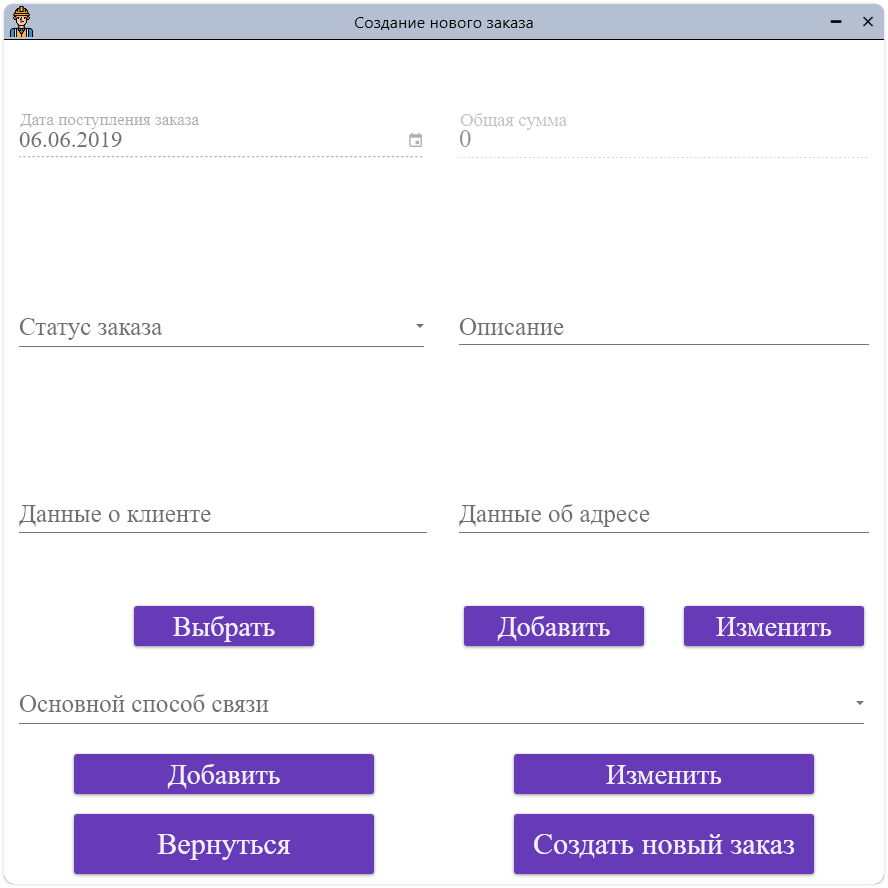 Создание нового заказа
Дата поступления заказа
06.06.2019
Общая сумма
0
Статус заказа
Описание
Данные о клиенте
Данные об адресе
Выбрать
Добавить
Изменить
Основной способ связи
Добавить
Изменить
Вернуться
Создать новый заказ